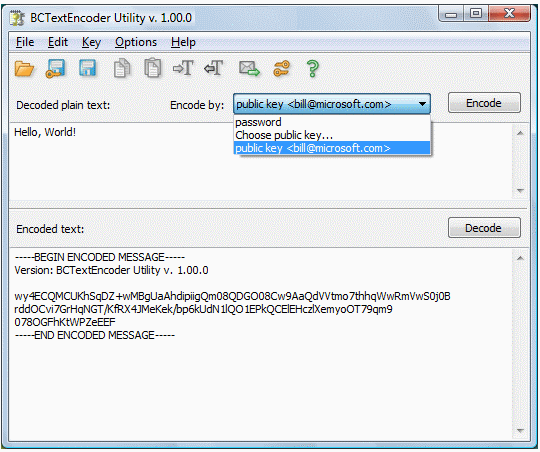 BCTextEncoder Utility v. 1.00.0
File Edit Key Options Help
Decoded plain text: Encode by: public key <bill@microsoft.com> Encode
password
Choose public key...
public key <bill@microsoft.com>
Hello, World!
Encoded text: Decode
-----BEGIN ENCODED MESSAGE-----
Version: BCTextEncoder Utility v. 1.00.0
wy4ECQMCUKhSqDZ+wMBgUaAhdipiigQm08QDGO08Cw9AaQdVVtmo7thhqWwRmVwS0j0B
rddOCvi7GrHqNGT/KfRX4JMeKek/bp6kUdN1lQO1EPkQCElEHczlXemyoOT79qm9
078OGFhKtWPZeEEF
-----END ENCODED MESSAGE-----